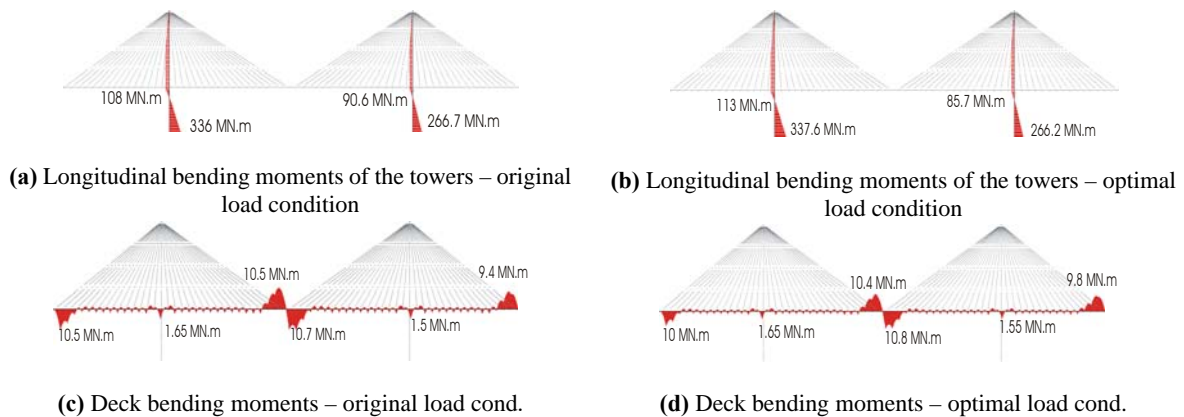 108 MN.m
336 MN.m
90.6 MN.m
266.7 MN.m
(a) Longitudinal bending moments of the towers – original
load condition
113 MN.m
337.6 MN.m
85.7 MN.m
266.2 MN.m
(b) Longitudinal bending moments of the towers – optimal
load condition
10.5 MN.m
9.4 MN.m
10.5 MN.m
1.65 MN.m
10.7 MN.m
1.5 MN.m
(c) Deck bending moments – original load cond.
10.4 MN.m
9.8 MN.m
10 MN.m
1.65 MN.m
10.8 MN.m
1.55 MN.m
(d) Deck bending moments – optimal load cond.